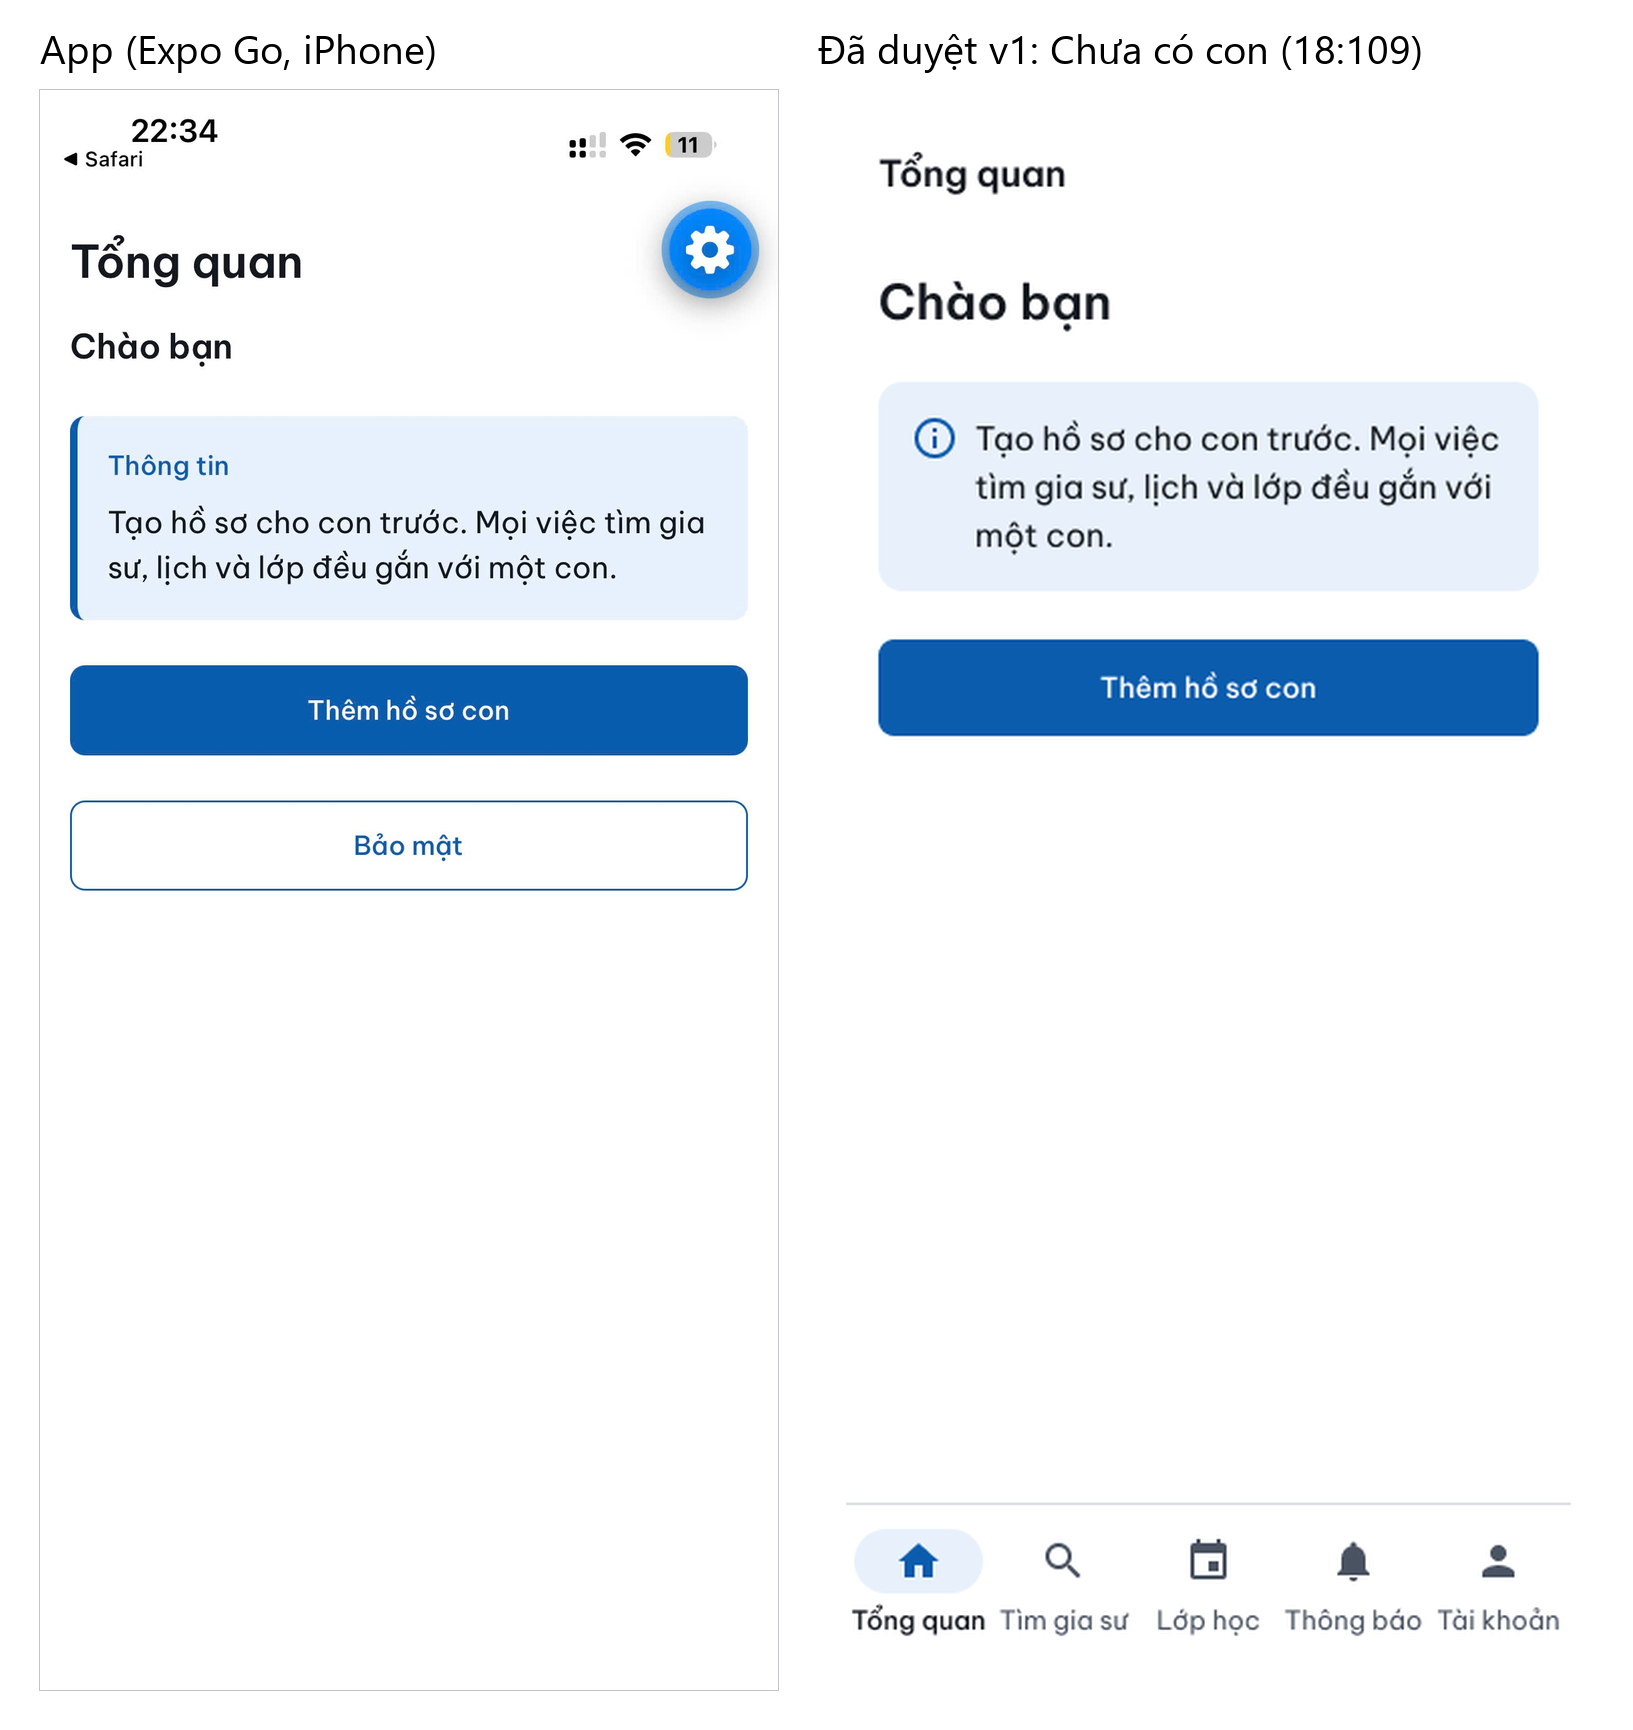 App (Expo Go, iPhone)
22:34
◀ Safari
11
Tổng quan
Chào bạn
Thông tin
Tạo hồ sơ cho con trước. Mọi việc tìm gia
sư, lịch và lớp đều gắn với một con.
Thêm hồ sơ con
Bảo mật
Đã duyệt v1: Chưa có con (18:109)
Tổng quan
Chào bạn
Tạo hồ sơ cho con trước. Mọi việc
tìm gia sư, lịch và lớp đều gắn với
một con.
Thêm hồ sơ con
Tổng quan
Tìm gia sư
Lớp học
Thông báo
Tài khoản